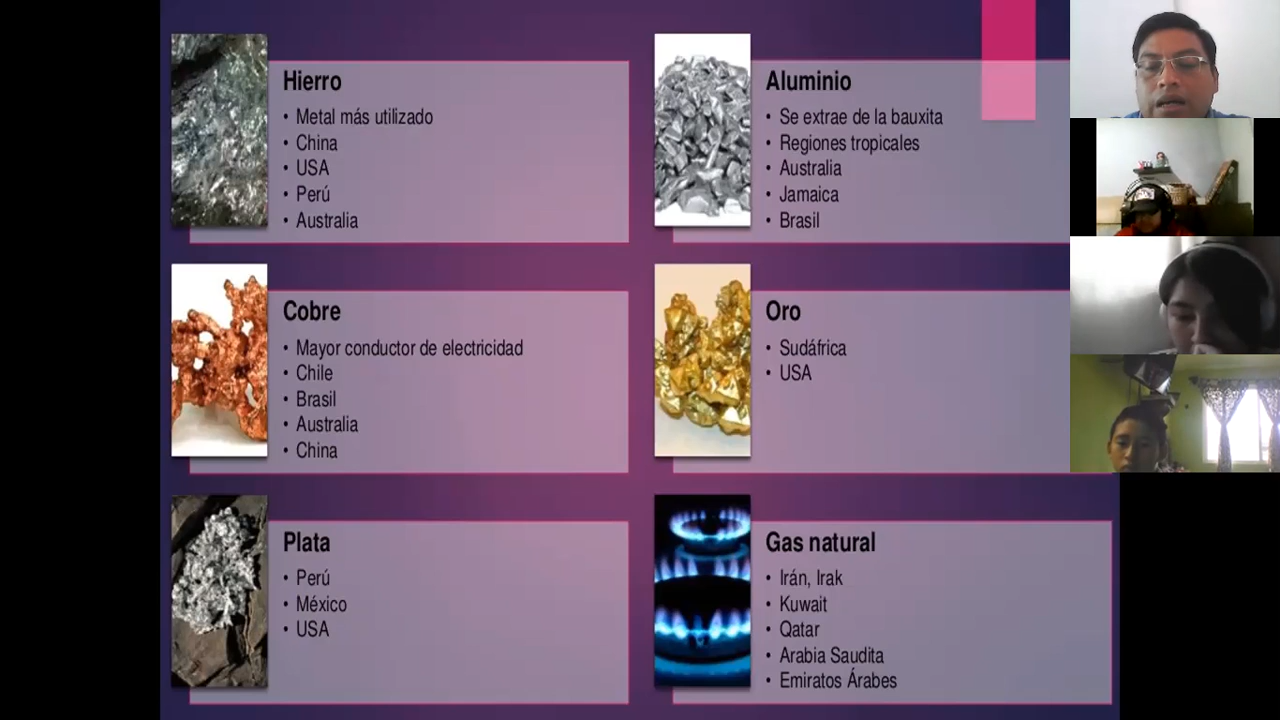 Hierro
• Metal más utilizado
• China
• USA
• Perú
• Australia
Aluminio
• Se extrae de la bauxita
• Regiones tropicales
• Australia
• Jamaica
• Brasil
Cobre
• Mayor conductor de electricidad
• Chile
• Brasil
• Australia
• China
Oro
• Sudáfrica
• USA
Plata
• Perú
• México
• USA
Gas natural
• Irán, Irak
• Kuwait
• Qatar
• Arabia Saudita
• Emiratos Árabes